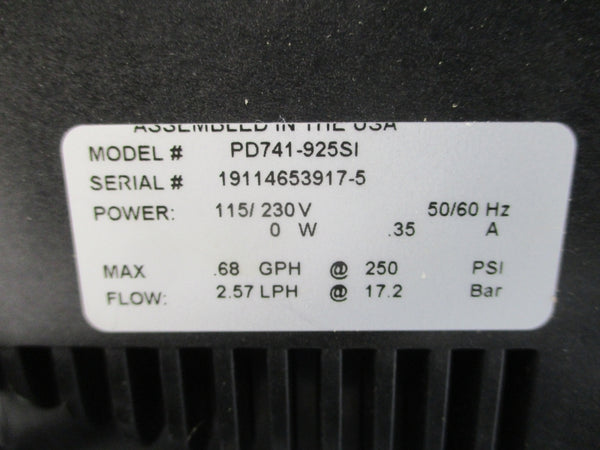 ASSEMBLED IN THE USA
MODEL # PD741-925SI
SERIAL # 19114653917-5
POWER: 115/ 230 V 50/60 Hz
0 W .35 A
MAX .68 GPH @ 250 PSI
FLOW: 2.57 LPH @ 17.2 Bar